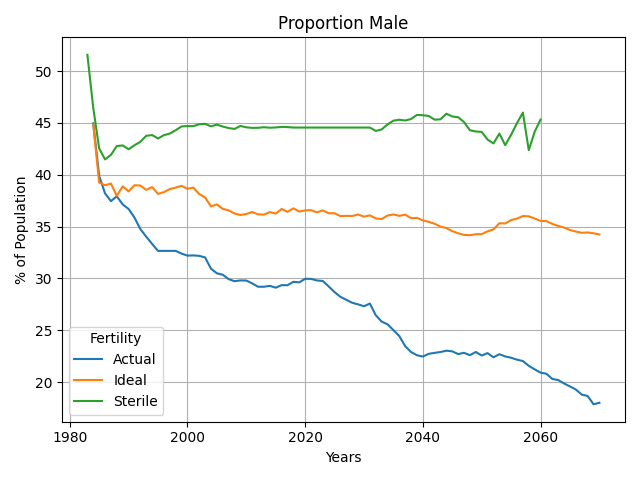 Proportion Male
% of Population
50
45
40
35
30
25
20
Fertility
Actual
Ideal
Sterile
1980
2000
2020
2040
2060
Years